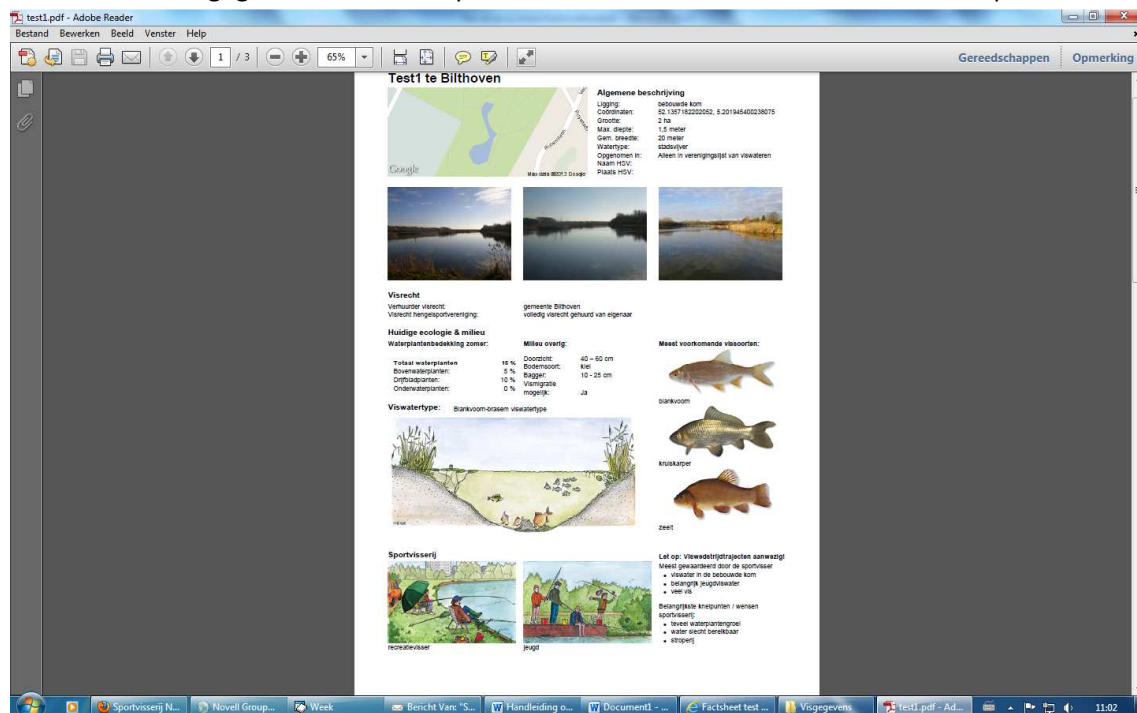 test1.pdf - Adobe Reader
Bestand Bewerken Beeld Venster Help
1 / 3 65% Gereedschappen Opmerking
Test1 te Bilthoven
Google
Algemene beschrijving
Ligging: bebouwde kom
Coördinaten: 52.1357182202052, 5.201945400238075
Grootte: 2 ha
Max. diepte: 1,5 meter
Gem. breedte: 20 meter
Watertype: stadsvijver
Opgenomen in: Alleen in verenigingslijst van viswateren
Naam HSV:
Plaats HSV:
Visrecht
Verhuurder visrecht: gemeente Bilthoven
Visrecht hengelsportvereniging: volledig visrecht gehuurd van eigenaar
Huidige ecologie & milieu
Waterplantenbedekking zomer:
Totaal waterplanten 15 %
Bovenwaterplanten: 5 %
Drijfbladplanten: 10 %
Onderwaterplanten: 0 %
Milieu overig:
Doorzicht: 40 – 60 cm
Bodemsoort: klei
Bagger: 10 - 25 cm
Vismigratie
mogelijk: Ja
Meest voorkomende vissoorten:
blankvoorn
kruiskarper
zeelt
Viswatertype: Blankvoorn-brasem viswatertype
Sportvisserij
recreatievisser
jeugd
Let op: Viswedstrijdtrajecten aanwezig!
Meest gewaardeerd door de sportvisser
• viswater in de bebouwde kom
• belangrijk jeugdviswater
• veel vis
Belangrijkste knelpunten / wensen
sportvisserij:
• teveel waterplantengroei
• water slecht bereikbaar
• stroperij
Sportvisserij N... Novell Group... Week Bericht Van: "S... Handleiding o... Document1 - ... Factsheet test ... Visgegevens test1.pdf - Ad... 11:02